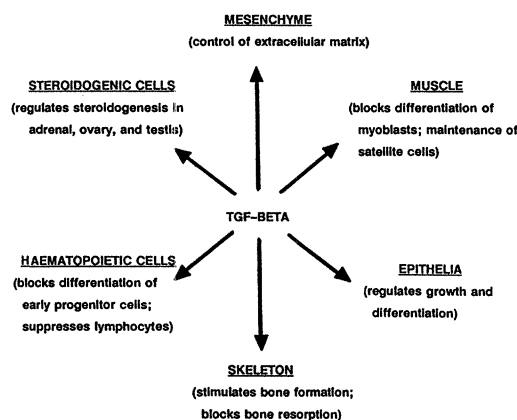 MESENCHYME
(control of extracellular matrix)
STEROIDOGENIC CELLS
(regulates steroidogenesis in
adrenal, ovary, and testis)
MUSCLE
(blocks differentiation of
myoblasts; maintenance of
satellite cells)
TGF-BETA
HAEMATOPOIETIC CELLS
(blocks differentiation of
early progenitor cells;
suppresses lymphocytes)
EPITHELIA
(regulates growth and
differentiation)
SKELETON
(stimulates bone formation;
blocks bone resorption)